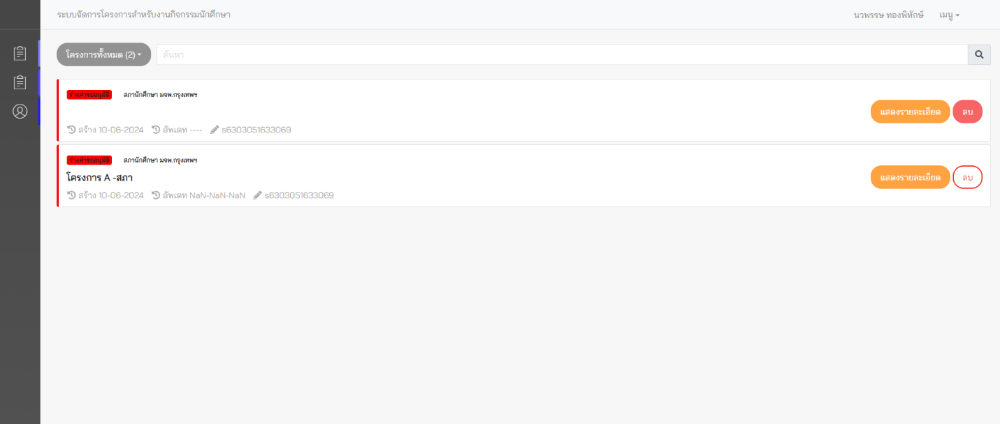 ระบบจัดการโครงการสำหรับงานกิจกรรมนักศึกษา
นวพรรษ ทองพิทักษ์ เมนู
โครงการทั้งหมด (2) ค้นหา
ร่างคำขออนุมัติ สภานักศึกษา มจพ.กรุงเทพฯ
แสดงรายละเอียด ลบ
สร้าง 10-06-2024 อัพเดท ---- s6303051633069
ร่างคำขออนุมัติ สภานักศึกษา มจพ.กรุงเทพฯ
โครงการ A -สภา
แสดงรายละเอียด ลบ
สร้าง 10-06-2024 อัพเดท NaN-NaN-NaN s6303051633069